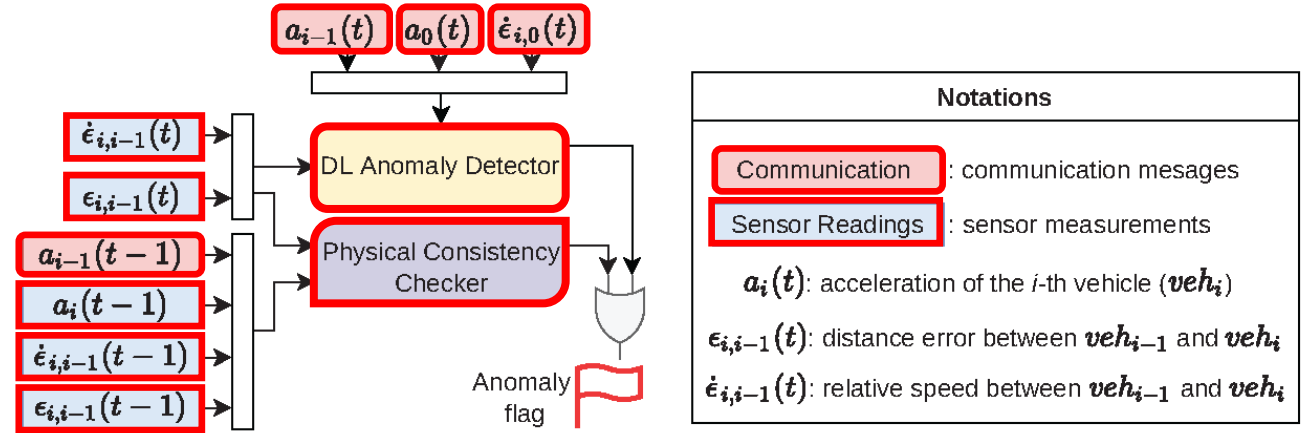 a_{i-1}(t) a_0(t) ϵ̇_{i,0}(t)
ϵ̇_{i,i-1}(t)
ϵ_{i,i-1}(t)
a_{i-1}(t-1)
a_i(t-1)
ϵ̇_{i,i-1}(t-1)
ϵ_{i,i-1}(t-1)
DL Anomaly Detector
Physical Consistency
Checker
Anomaly
flag
Notations
Communication : communication mesages
Sensor Readings : sensor measurements
a_i(t): acceleration of the i-th vehicle (veh_i)
ϵ_{i,i-1}(t): distance error between veh_{i-1} and veh_i
ϵ̇_{i,i-1}(t): relative speed between veh_{i-1} and veh_i